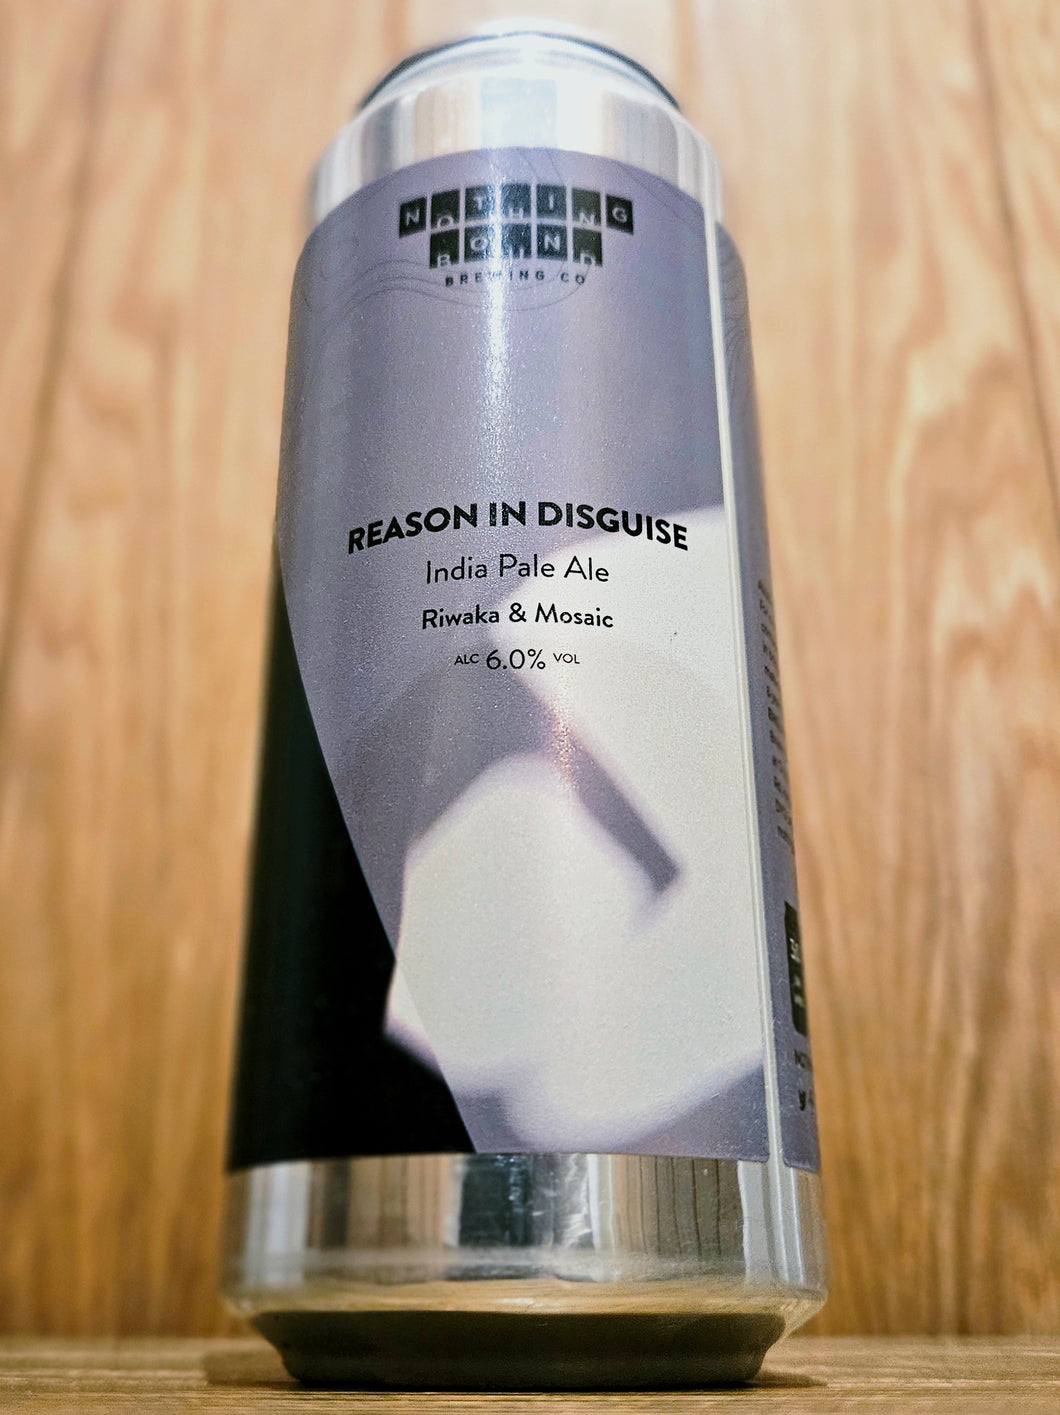 NOTHING
BOUND
BREWING CO
REASON IN DISGUISE
India Pale Ale
Riwaka & Mosaic
ALC 6.0% VOL